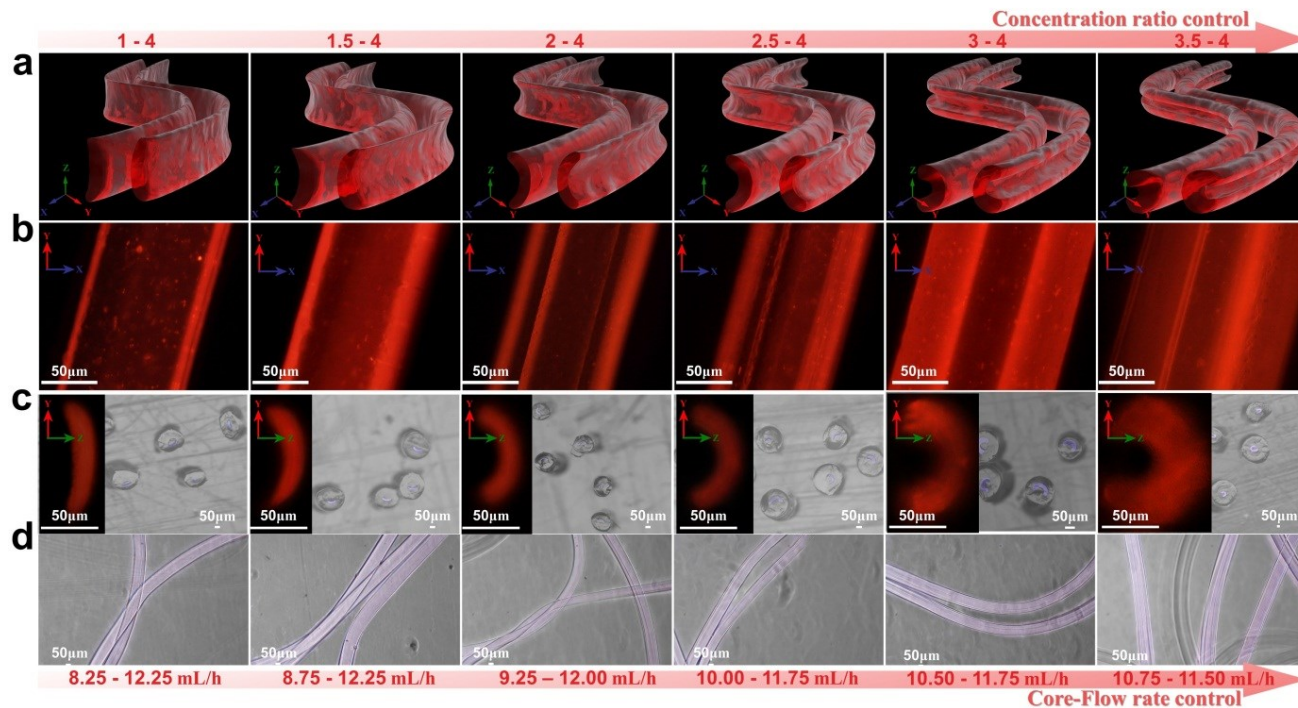 Concentration ratio control
1 - 4 1.5 - 4 2 - 4 2.5 - 4 3 - 4 3.5 - 4
a
Z Z Z Z Z Z
X Y X Y X Y X Y X Y X Y
b
Y Y Y Y Y Y
X X X X X
50μm 50μm 50μm 50μm 50μm 50μm
c
Y Y Y Y Y Y
Z Z Z Z Z Z
50μm 50μm 50μm 50μm 50μm 50μm 50μm 50μm 50μm 50μm 50μm 50μm
d
50μm 50μm 50μm 50μm 50μm 50μm
8.25 - 12.25 mL/h 8.75 - 12.25 mL/h 9.25 – 12.00 mL/h 10.00 - 11.75 mL/h 10.50 - 11.75 mL/h 10.75 - 11.50 mL/h
Core-Flow rate control